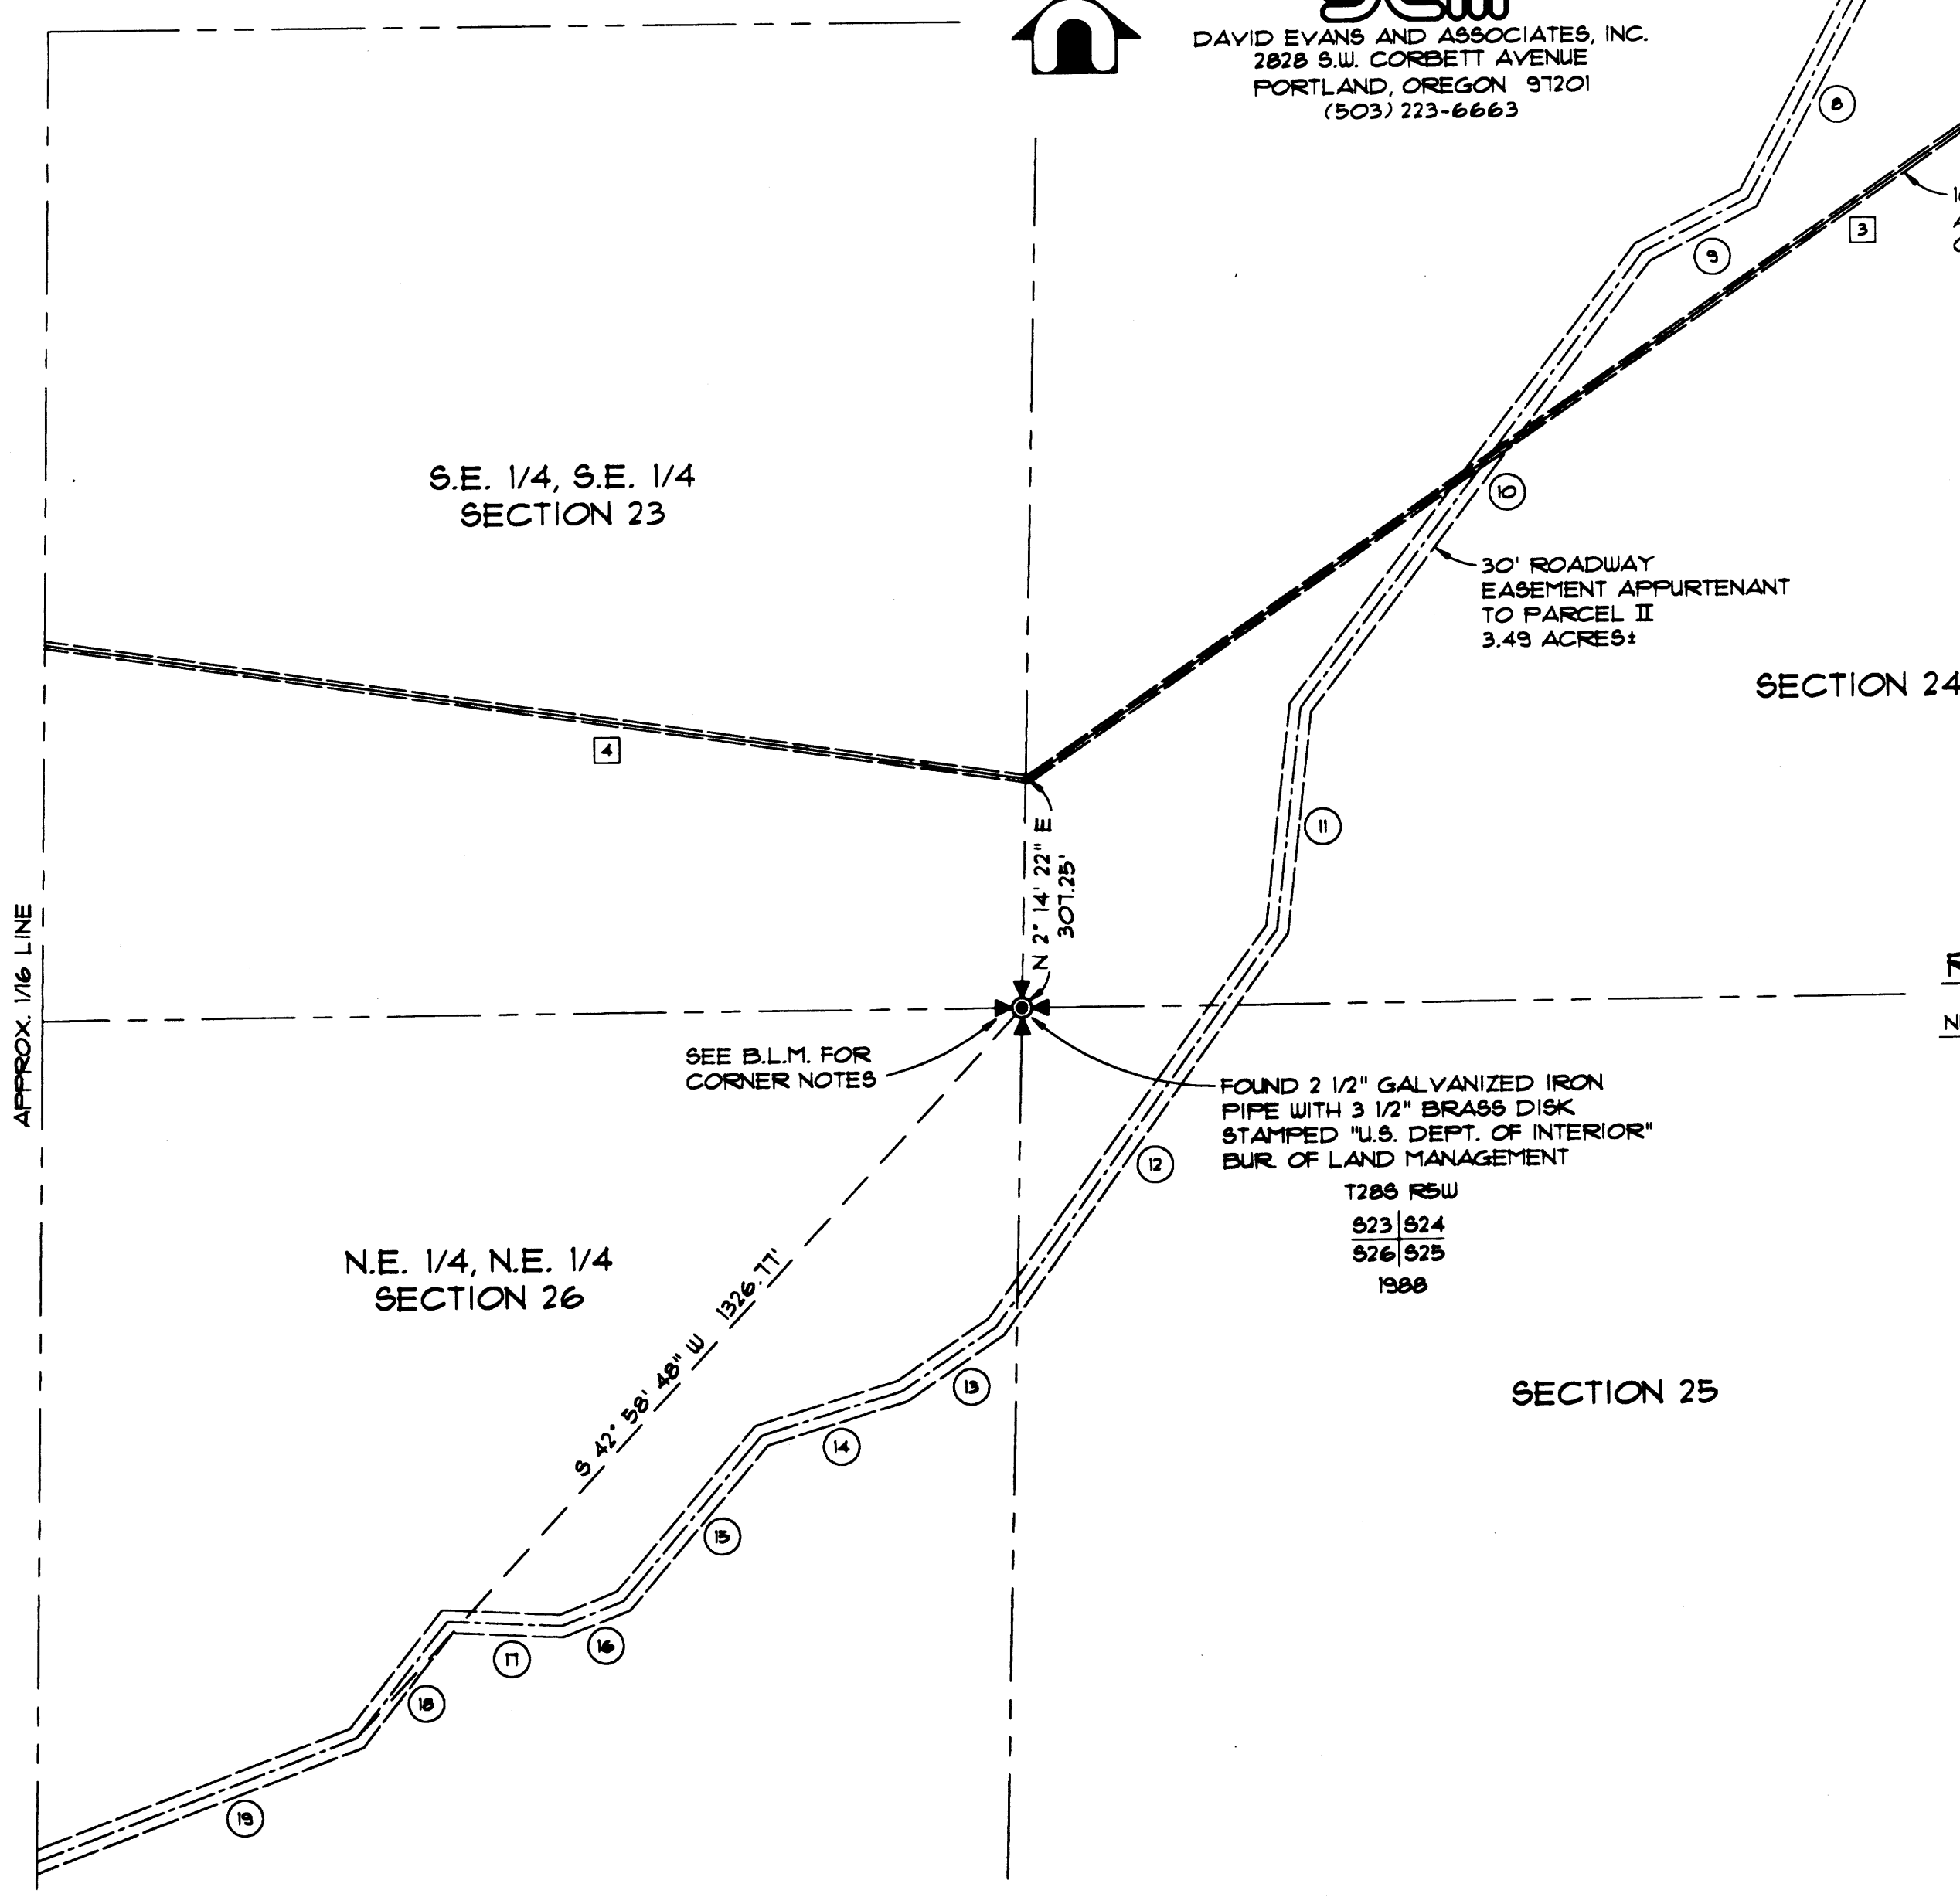 DAVID EVANS AND ASSOCIATES, INC.
2828 S.W. CORBETT AVENUE
PORTLAND, OREGON 97201
(503) 223-6663
8
3
9
S.E. 1/4, S.E. 1/4
SECTION 23
10
30' ROADWAY
EASEMENT APPURTENANT
TO PARCEL II
3.49 ACRES±
SECTION 24
4
11
N 2° 14' 22" E
307.25'
APPROX. 1/16 LINE
SEE B.L.M. FOR
CORNER NOTES
FOUND 2 1/2" GALVANIZED IRON
PIPE WITH 3 1/2" BRASS DISK
STAMPED "U.S. DEPT. OF INTERIOR"
BUR. OF LAND MANAGEMENT
T28S R5W
S23 S24
S26 S25
1988
12
N.E. 1/4, N.E. 1/4
SECTION 26
S 42° 58' 48" W 1326.77'
13
SECTION 25
14
15
16
17
18
19